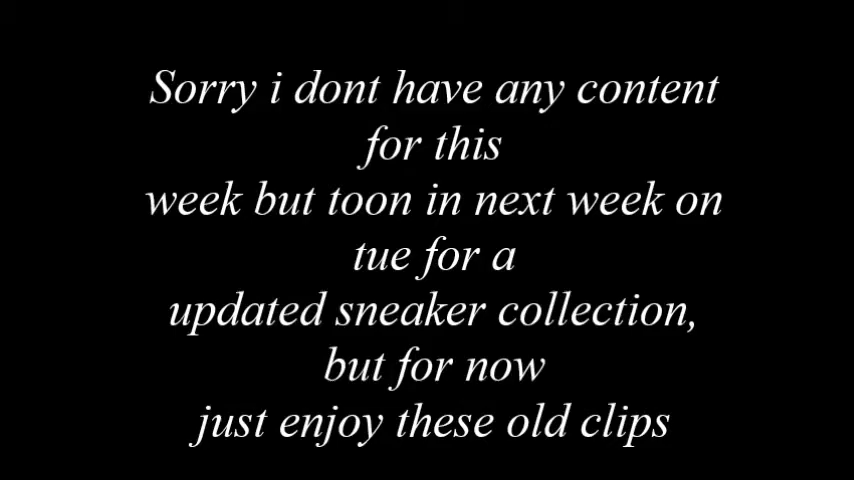 Sorry i dont have any content
for this
week but toon in next week on
tue for a
updated sneaker collection,
but for now
just enjoy these old clips